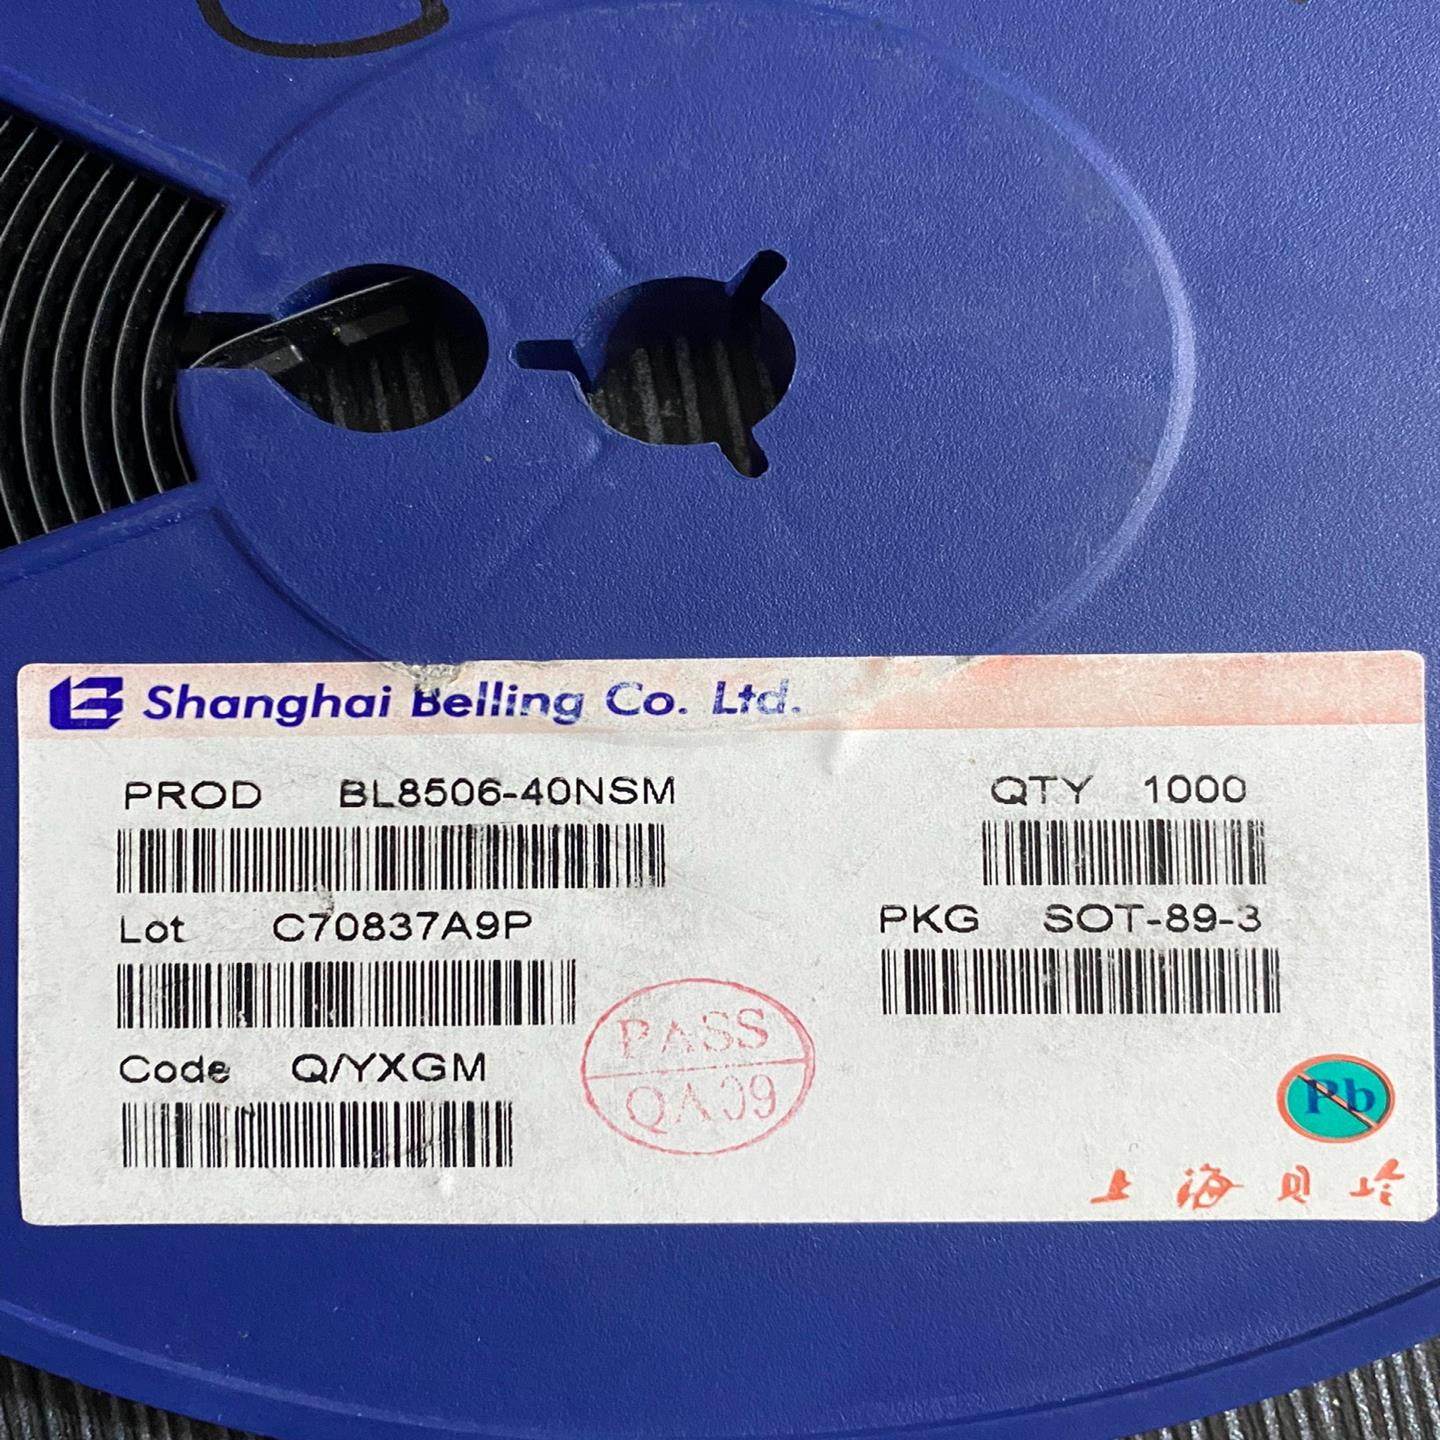 Shanghai Belling Co. Ltd.
PROD BL8506-40NSM
QTY 1000
Lot C70837A9P
PKG SOT-89-3
Code Q/YXGM
PASS
QA09
Pb
上海贝岭